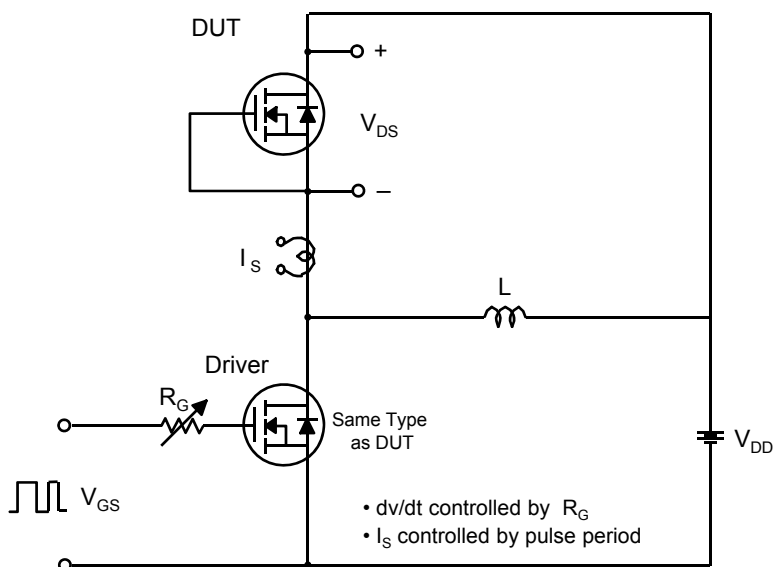 DUT
+
V_DS
–
I_S
L
Driver
R_G
Same Type
as DUT
V_DD
V_GS
• dv/dt controlled by R_G
• I_S controlled by pulse period